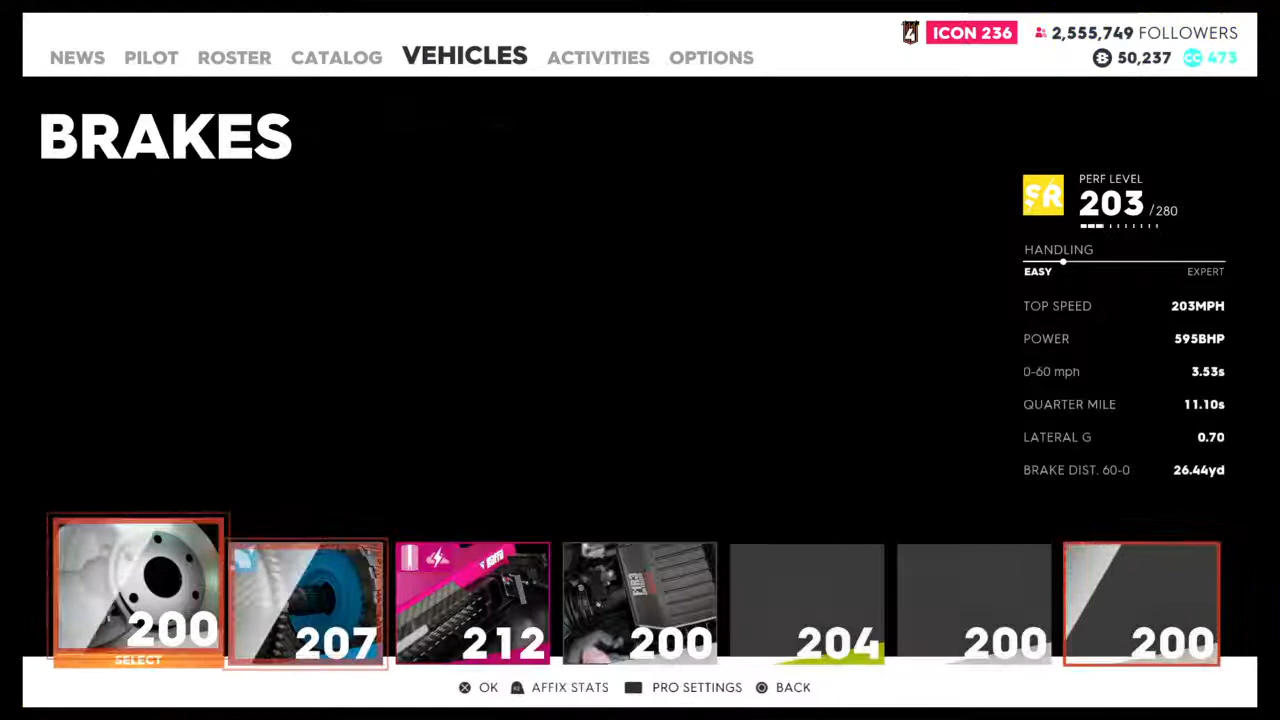 4 ICON 236 2,555,749 FOLLOWERS
NEWS PILOT ROSTER CATALOG VEHICLES ACTIVITIES OPTIONS
50,237 CC 473
BRAKES
SR
PERF LEVEL
203 /280
HANDLING
EASY EXPERT
TOP SPEED 203MPH
POWER 595BHP
0-60 mph 3.53s
QUARTER MILE 11.10s
LATERAL G 0.70
BRAKE DIST. 60-0 26.44yd
200 207 212 200 204 200 200
SELECT
OK AFFIX STATS PRO SETTINGS BACK